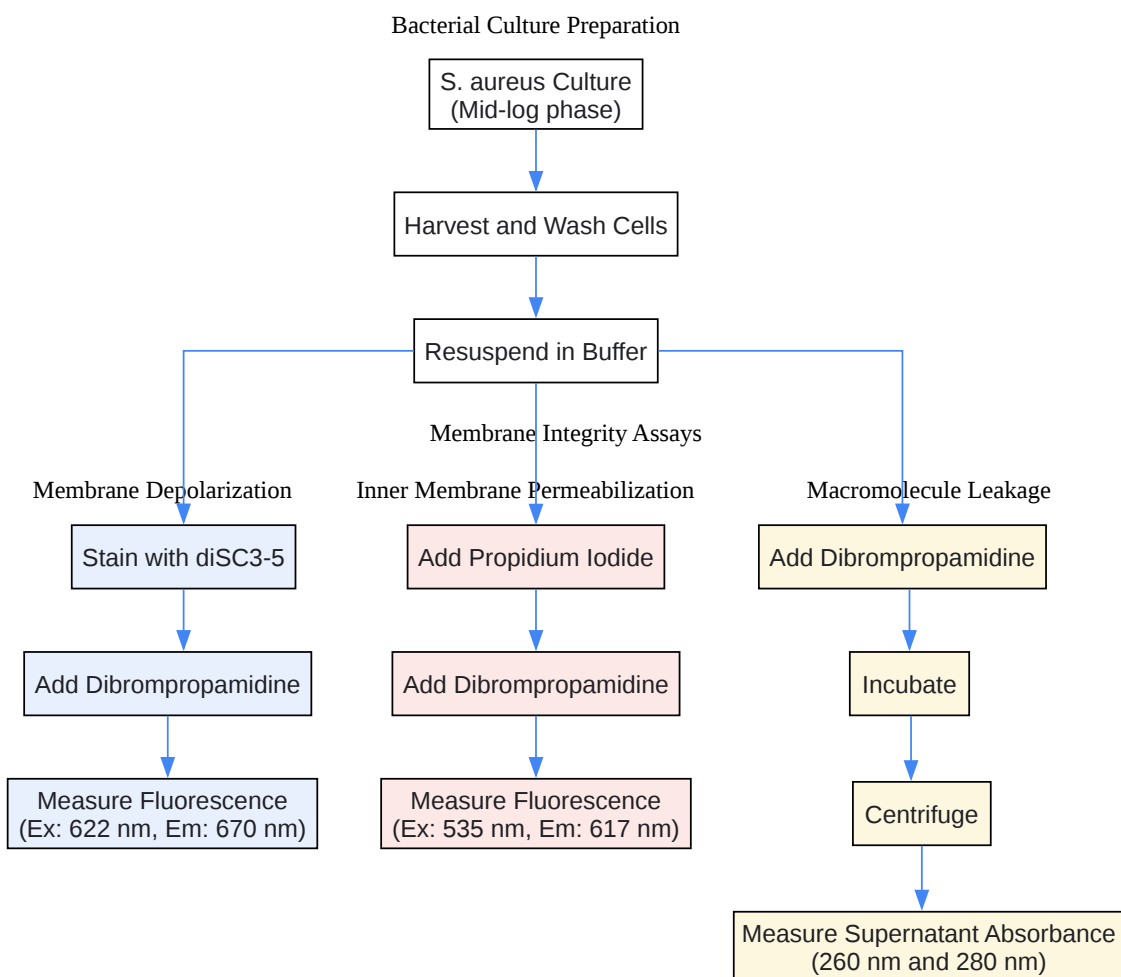 Bacterial Culture Preparation
S. aureus Culture
(Mid-log phase)
Harvest and Wash Cells
Resuspend in Buffer
Membrane Integrity Assays
Membrane Depolarization
Inner Membrane Permeabilization
Macromolecule Leakage
Stain with diSC3-5
Add Propidium Iodide
Add Dibrompropamidine
Add Dibrompropamidine
Add Dibrompropamidine
Incubate
Measure Fluorescence
(Ex: 622 nm, Em: 670 nm)
Measure Fluorescence
(Ex: 535 nm, Em: 617 nm)
Centrifuge
Measure Supernatant Absorbance
(260 nm and 280 nm)